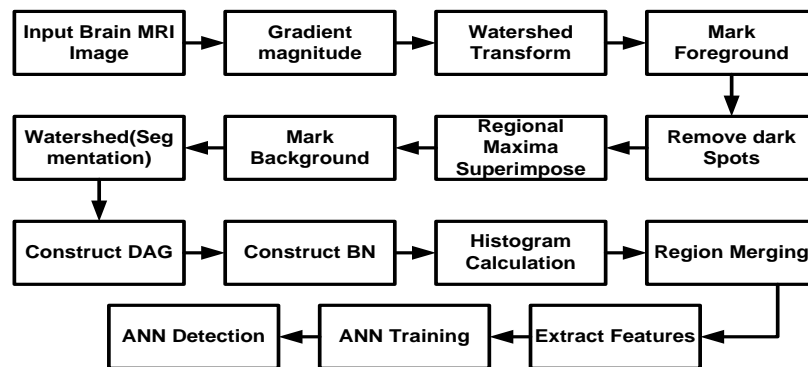 Input Brain MRI
Image
Gradient
magnitude
Watershed
Transform
Mark
Foreground
Remove dark
Spots
Regional
Maxima
Superimpose
Mark
Background
Watershed(Seg
mentation)
Construct DAG
Construct BN
Histogram
Calculation
Region Merging
Extract Features
ANN Training
ANN Detection